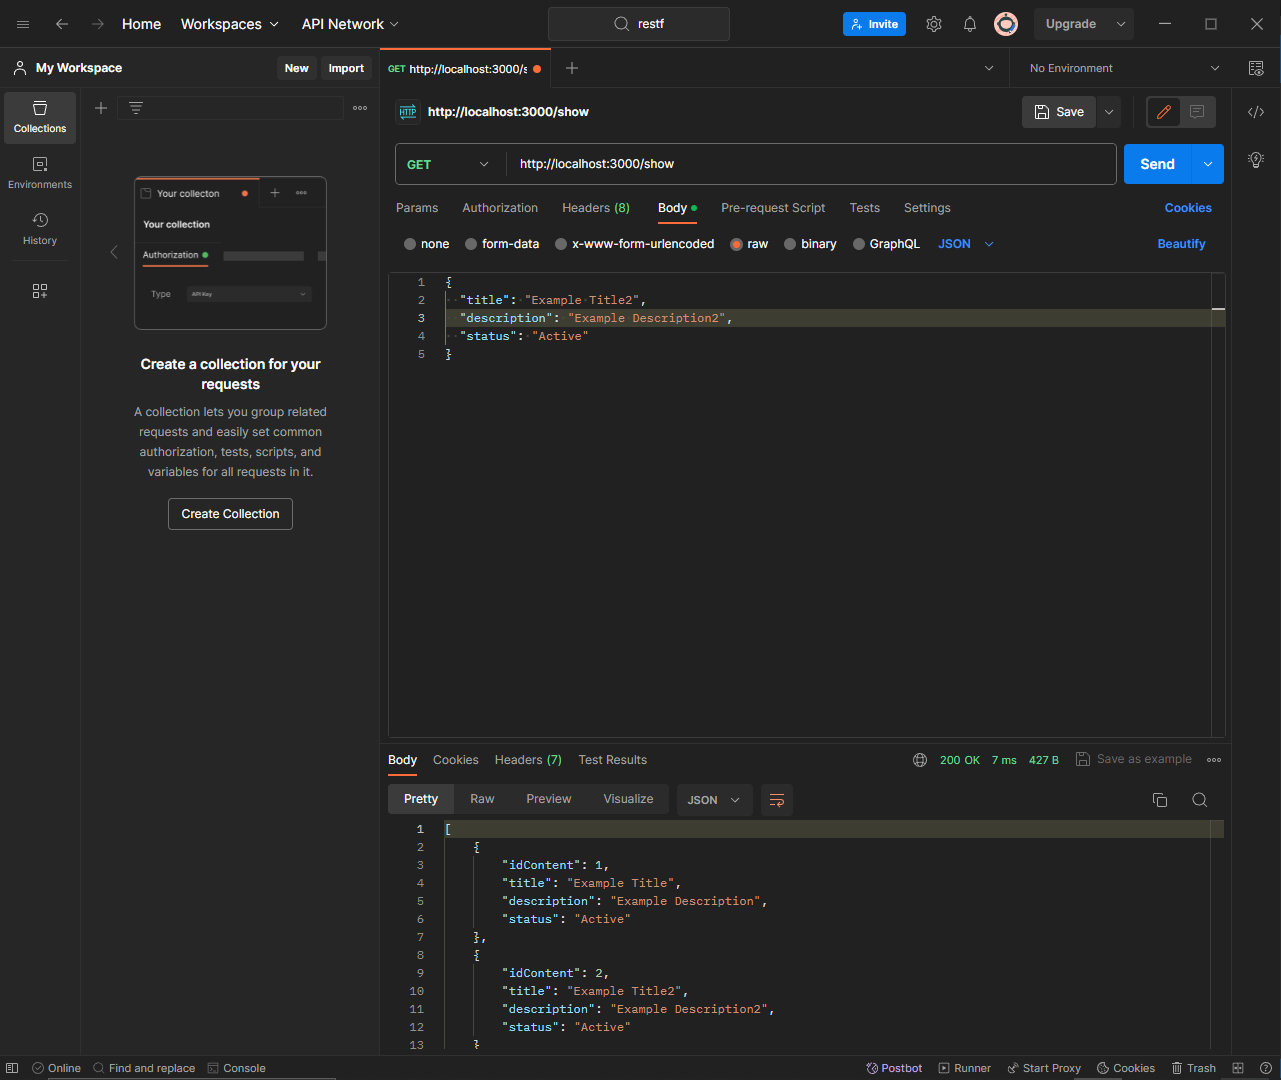 Home Workspaces API Network restf Invite Upgrade
My Workspace New Import GET http://localhost:3000/s No Environment
Collections
Environments
History
Your collecton
Your collection
Authorization
Type API Key
Create a collection for your
requests
A collection lets you group related
requests and easily set common
authorization, tests, scripts, and
variables for all requests in it.
Create Collection
HTTP http://localhost:3000/show Save
GET http://localhost:3000/show Send
Params Authorization Headers (8) Body Pre-request Script Tests Settings Cookies
none form-data x-www-form-urlencoded raw binary GraphQL JSON Beautify
1 {
2 "title": "Example Title2",
3 "description": "Example Description2",
4 "status": "Active"
5 }
Body Cookies Headers (7) Test Results 200 OK 7 ms 427 B Save as example
Pretty Raw Preview Visualize JSON
1 [
2 {
3 "idContent": 1,
4 "title": "Example Title",
5 "description": "Example Description",
6 "status": "Active"
7 },
8 {
9 "idContent": 2,
10 "title": "Example Title2",
11 "description": "Example Description2",
12 "status": "Active"
13 }
Online Find and replace Console Postbot Runner Start Proxy Cookies Trash